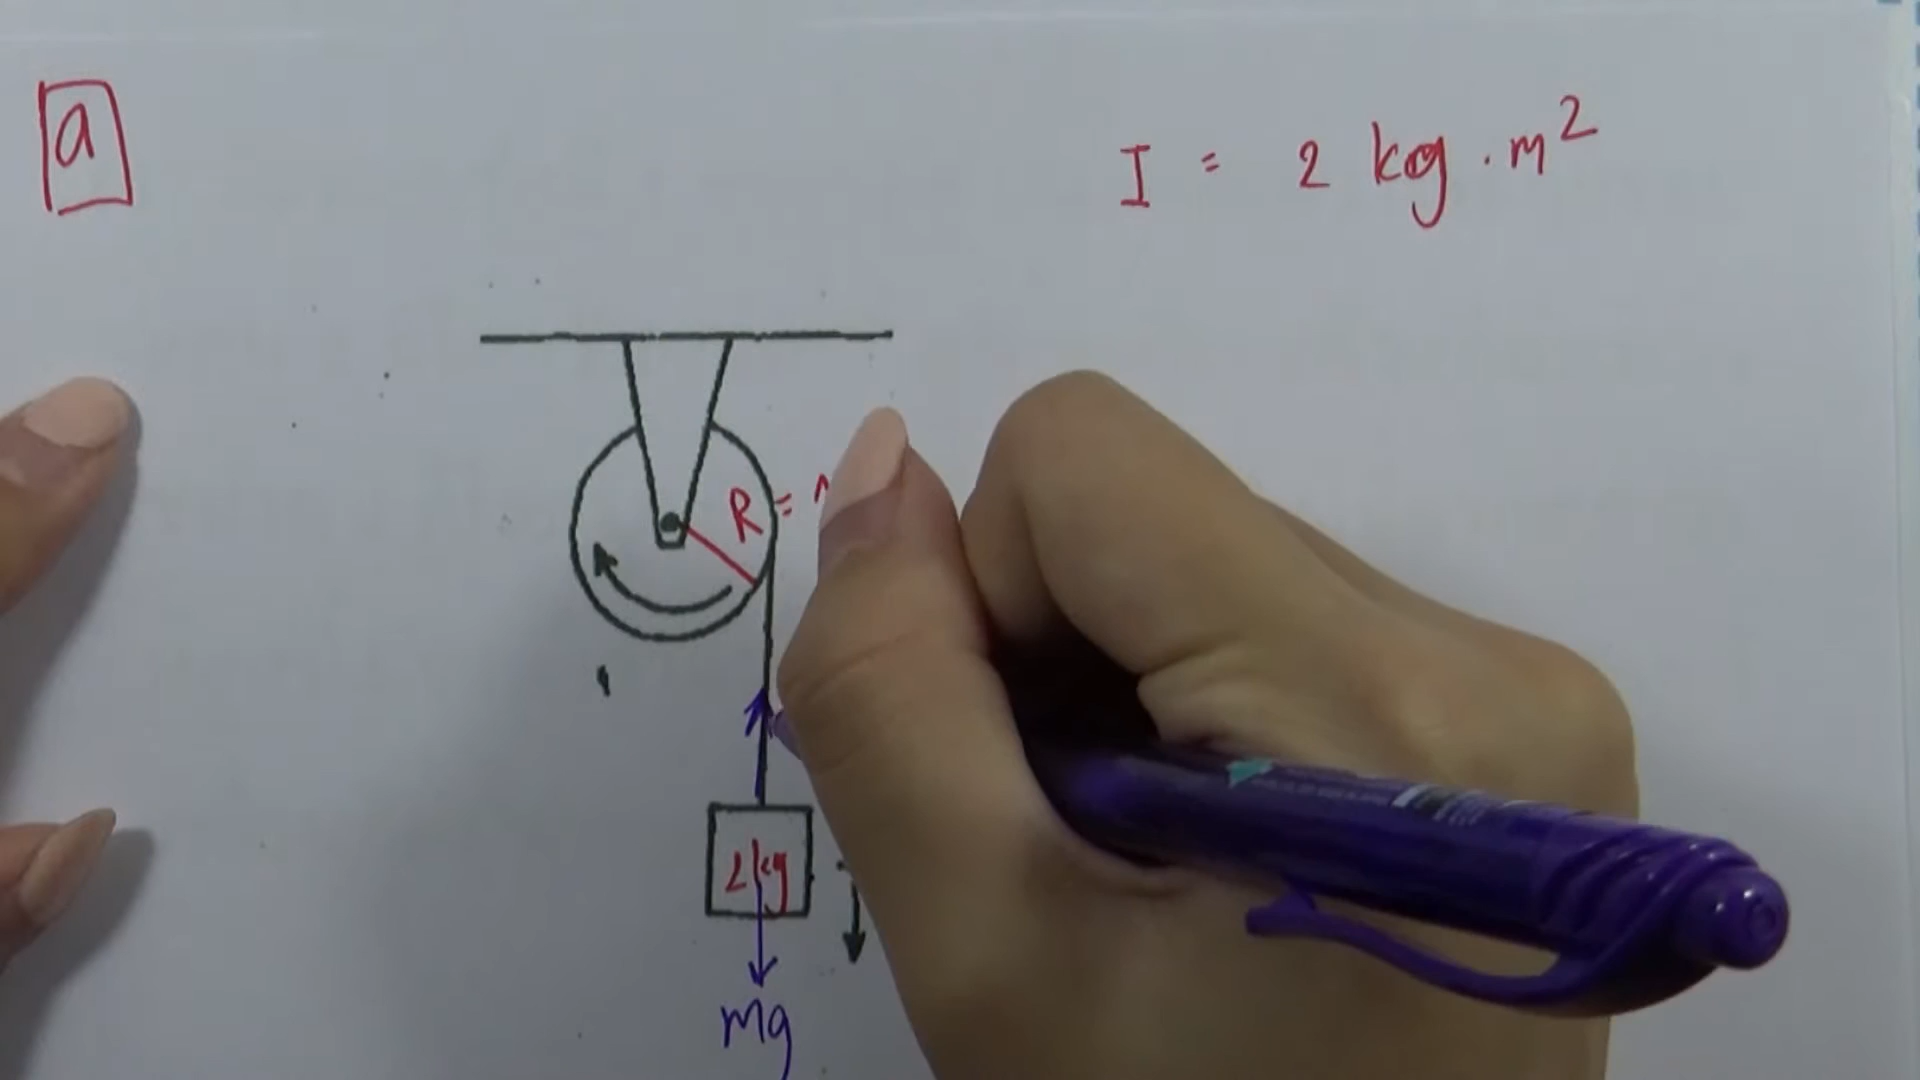 a
I = 2 kg . m²
R =
2kg
mg